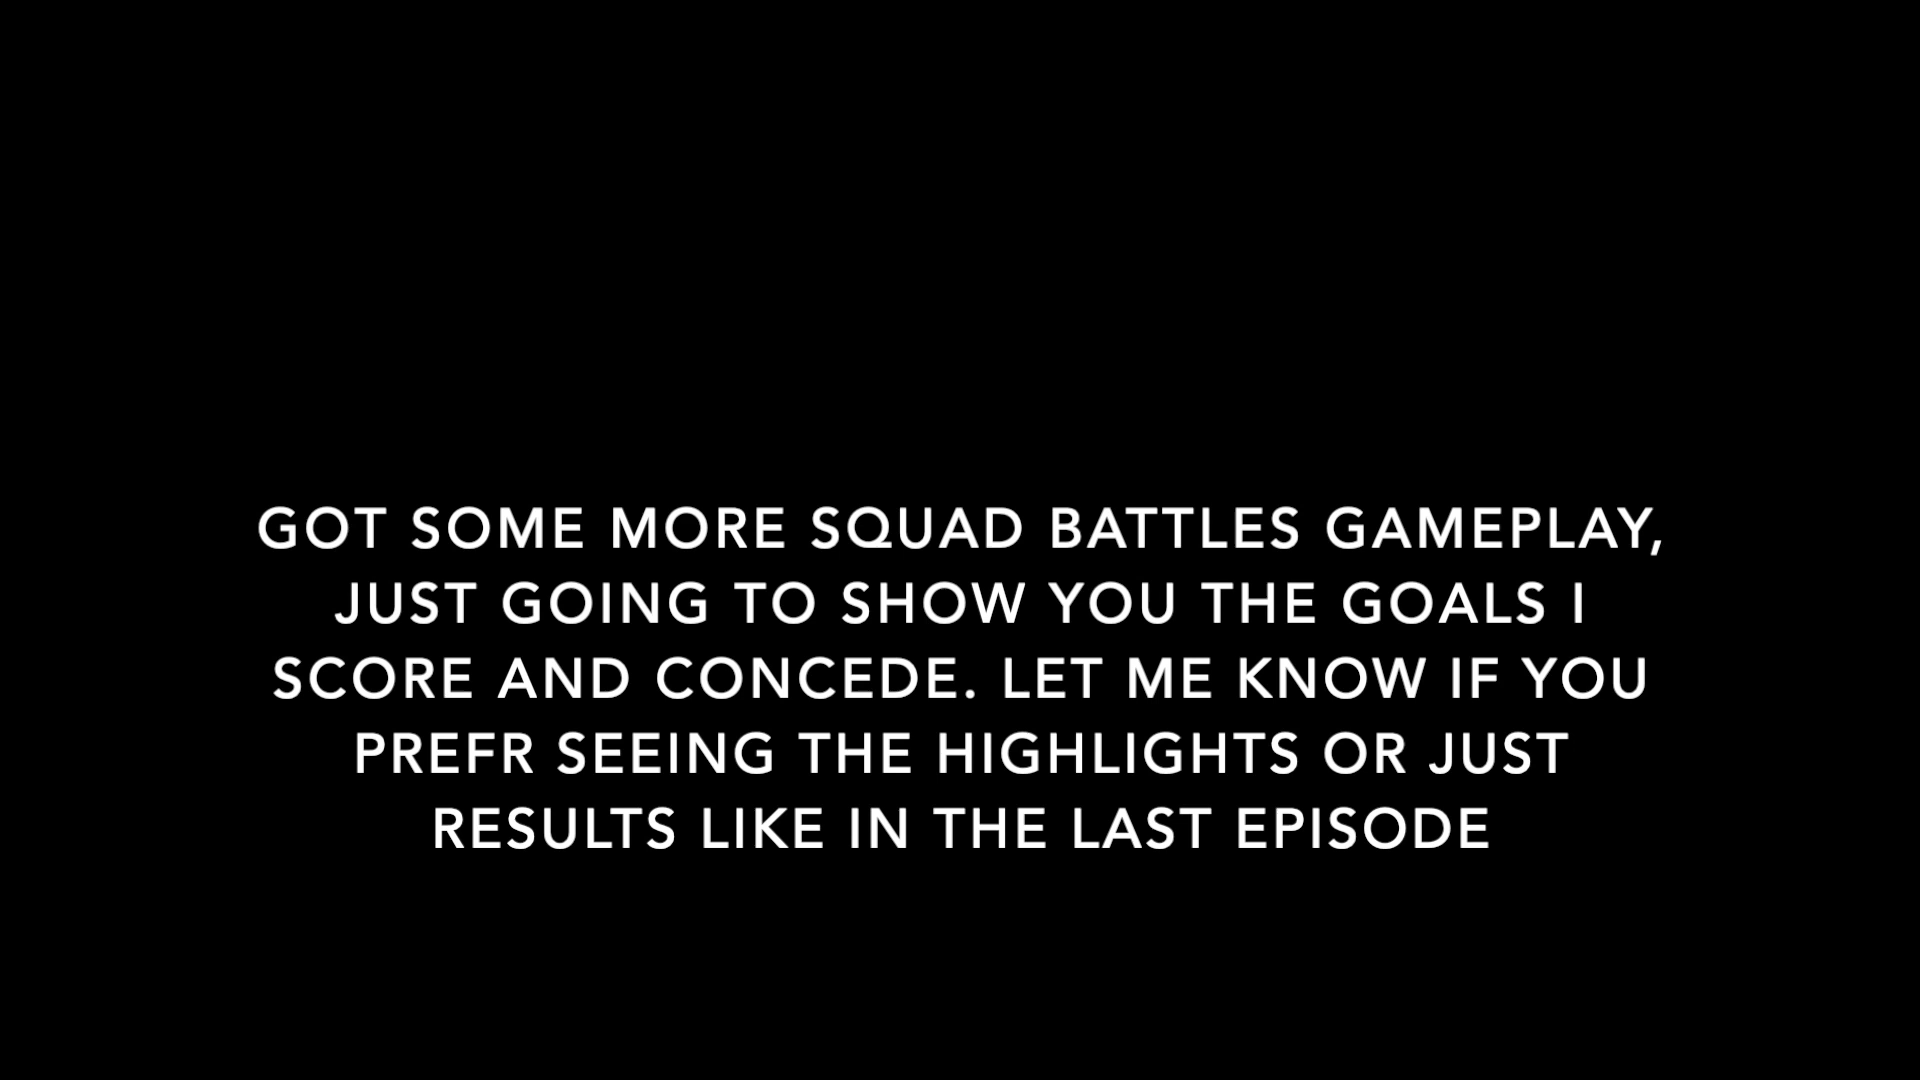 GOT SOME MORE SQUAD BATTLES GAMEPLAY,
JUST GOING TO SHOW YOU THE GOALS I
SCORE AND CONCEDE. LET ME KNOW IF YOU
PREFR SEEING THE HIGHLIGHTS OR JUST
RESULTS LIKE IN THE LAST EPISODE